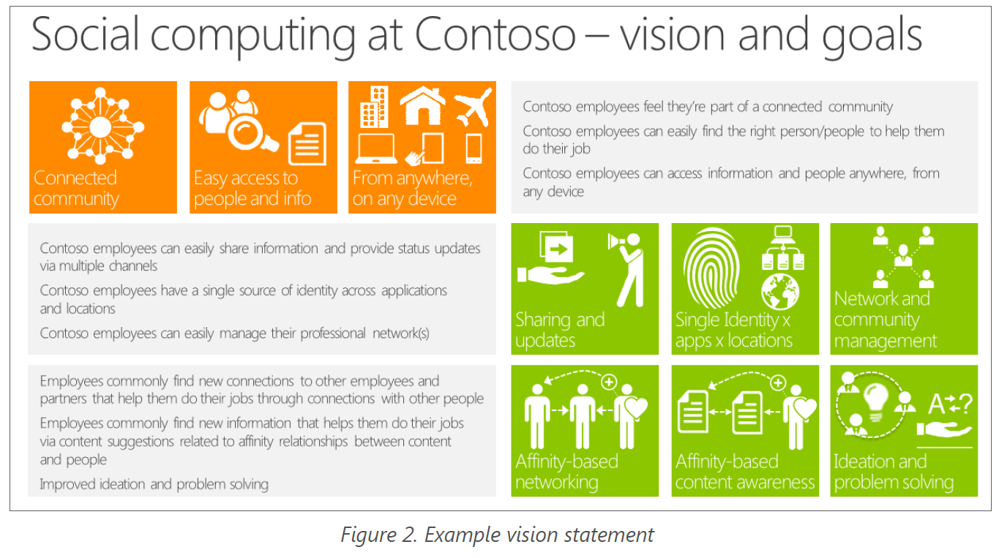 Social computing at Contoso – vision and goals
Connected
community
Easy access to
people and info
From anywhere,
on any device
Contoso employees feel they’re part of a connected community
Contoso employees can easily find the right person/people to help them
do their job
Contoso employees can access information and people anywhere, from
any device
Contoso employees can easily share information and provide status updates
via multiple channels
Contoso employees have a single source of identity across applications
and locations
Contoso employees can easily manage their professional network(s)
Sharing and
updates
Single Identity x
apps x locations
Network and
community
management
Employees commonly find new connections to other employees and
partners that help them do their jobs through connections with other people
Employees commonly find new information that helps them do their jobs
via content suggestions related to affinity relationships between content
and people
Improved ideation and problem solving
Affinity-based
networking
Affinity-based
content awareness
A ?
Ideation and
problem solving
Figure 2. Example vision statement